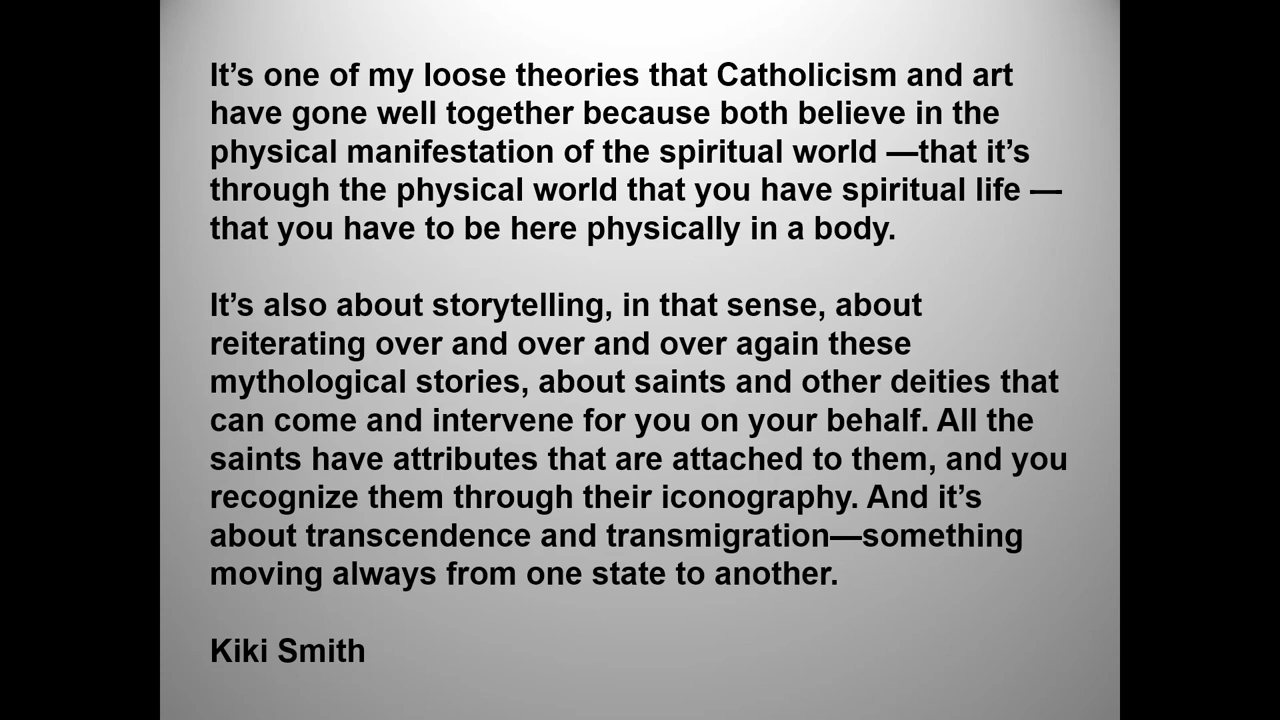 It’s one of my loose theories that Catholicism and art
have gone well together because both believe in the
physical manifestation of the spiritual world —that it’s
through the physical world that you have spiritual life —
that you have to be here physically in a body.
It’s also about storytelling, in that sense, about
reiterating over and over and over again these
mythological stories, about saints and other deities that
can come and intervene for you on your behalf. All the
saints have attributes that are attached to them, and you
recognize them through their iconography. And it’s
about transcendence and transmigration—something
moving always from one state to another.
Kiki Smith